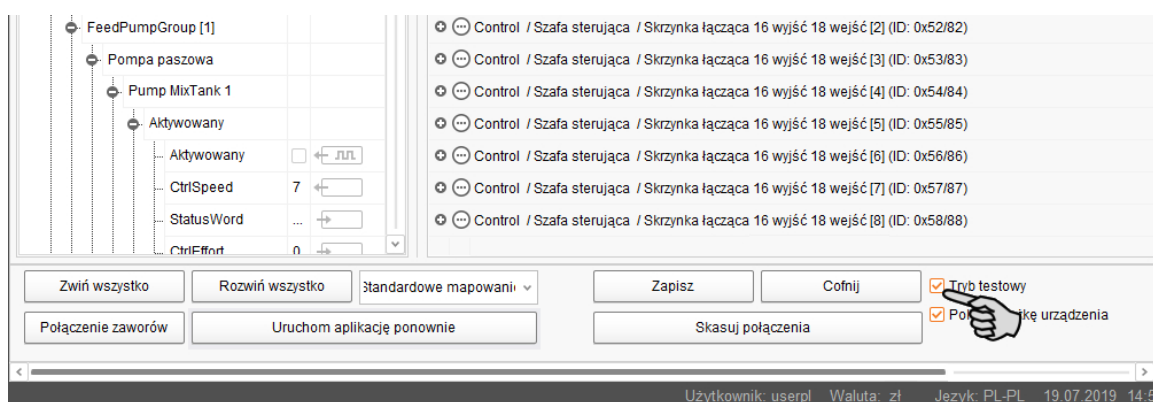 FeedPumpGroup [1]
Pompa paszowa
Pump MixTank 1
Aktywowany
Aktywowany
CtrlSpeed 7
StatusWord ...
CtrlEffort 0
Control / Szafa sterująca / Skrzynka łącząca 16 wyjść 18 wejść [2] (ID: 0x52/82)
Control / Szafa sterująca / Skrzynka łącząca 16 wyjść 18 wejść [3] (ID: 0x53/83)
Control / Szafa sterująca / Skrzynka łącząca 16 wyjść 18 wejść [4] (ID: 0x54/84)
Control / Szafa sterująca / Skrzynka łącząca 16 wyjść 18 wejść [5] (ID: 0x55/85)
Control / Szafa sterująca / Skrzynka łącząca 16 wyjść 18 wejść [6] (ID: 0x56/86)
Control / Szafa sterująca / Skrzynka łącząca 16 wyjść 18 wejść [7] (ID: 0x57/87)
Control / Szafa sterująca / Skrzynka łącząca 16 wyjść 18 wejść [8] (ID: 0x58/88)
Zwiń wszystko Rozwiń wszystko Standardowe mapowani Zapisz Cofnij Tryb testowy
Połączenie zaworów Uruchom aplikację ponownie Skasuj połączenia urządzenia
Użytkownik: userpl Waluta: zł Język: PL-PL 19.07.2019 14:5